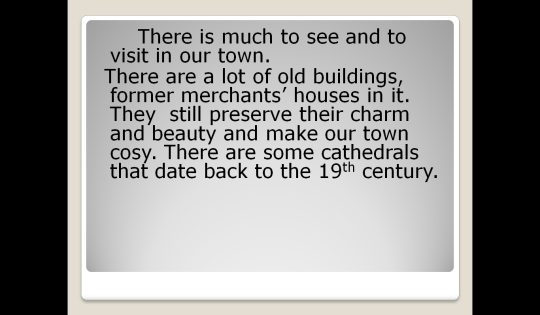 There is much to see and to
visit in our town.
There are a lot of old buildings,
former merchants’ houses in it.
They  still preserve their charm
and beauty and make our town
cosy. There are some cathedrals
that date back to the 19th century.